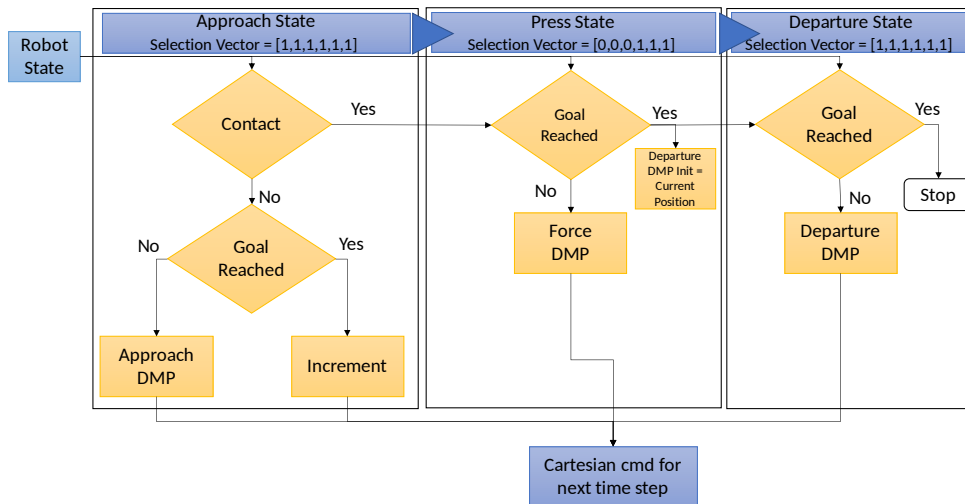 Approach State
Selection Vector = [1,1,1,1,1,1]
Press State
Selection Vector = [0,0,0,1,1,1]
Departure State
Selection Vector = [1,1,1,1,1,1]
Robot
State
Contact
Yes
No
Goal
Reached
No
Yes
Approach
DMP
Increment
Goal
Reached
Yes
Departure
DMP Init =
Current
Position
No
Force
DMP
Goal
Reached
Yes
Stop
No
Departure
DMP
Cartesian cmd for
next time step